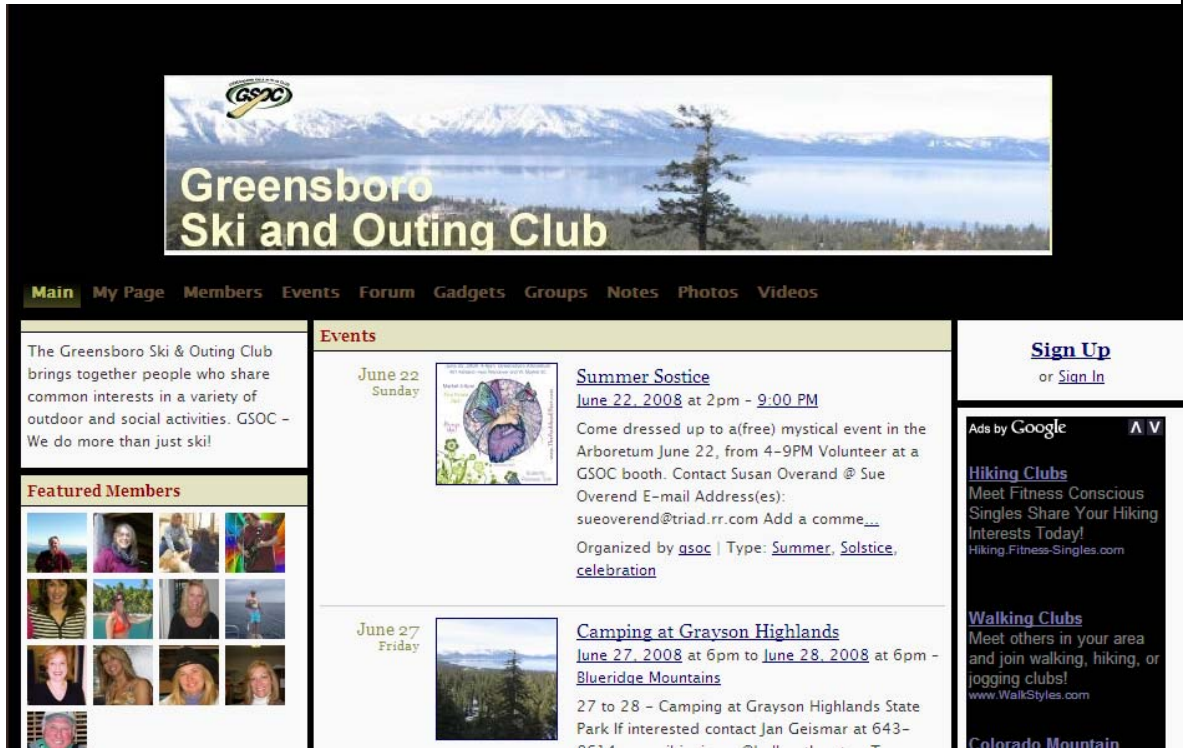 GSOC
Greensboro
Ski and Outing Club
Main My Page Members Events Forum Gadgets Groups Notes Photos Videos
The Greensboro Ski & Outing Club
brings together people who share
common interests in a variety of
outdoor and social activities. GSOC –
We do more than just ski!
Featured Members
Events
June 22
Sunday
Summer Sostice
June 22, 2008 at 2pm – 9:00 PM
Come dressed up to a(free) mystical event in the
Arboretum June 22, from 4–9PM Volunteer at a
GSOC booth. Contact Susan Overand @ Sue
Overend E–mail Address(es):
sueoverend@triad.rr.com Add a comme...
Organized by gsoc | Type: Summer, Solstice,
celebration
June 27
Friday
Camping at Grayson Highlands
June 27, 2008 at 6pm to June 28, 2008 at 6pm –
Blueridge Mountains
27 to 28 – Camping at Grayson Highlands State
Park If interested contact Jan Geismar at 643–
Sign Up
or Sign In
Ads by Google
Hiking Clubs
Meet Fitness Conscious
Singles Share Your Hiking
Interests Today!
Hiking.Fitness-Singles.com
Walking Clubs
Meet others in your area
and join walking, hiking, or
jogging clubs!
www.WalkStyles.com
Colorado Mountain